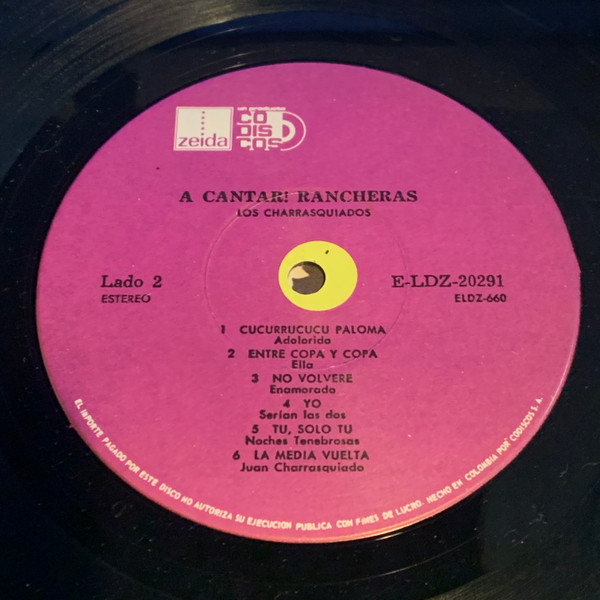 zeida
un producto
CO
DIS
COS
A CANTAR! RANCHERAS
LOS CHARRASQUIADOS
Lado 2
ESTEREO
E-LDZ-20291
ELDZ-660
1 CUCURRUCUCU PALOMA
Adolorido
2 ENTRE COPA Y COPA
Ella
3 NO VOLVERE
Enamorado
4 YO
Serían las dos
5 TU, SOLO TU
Noches Tenebrosas
6 LA MEDIA VUELTA
Juan Charrasquiado
EL IMPORTE PAGADO POR ESTE DISCO NO AUTORIZA SU EJECUCION PUBLICA CON FINES DE LUCRO. HECHO EN COLOMBIA POR CODISCOS S.A.